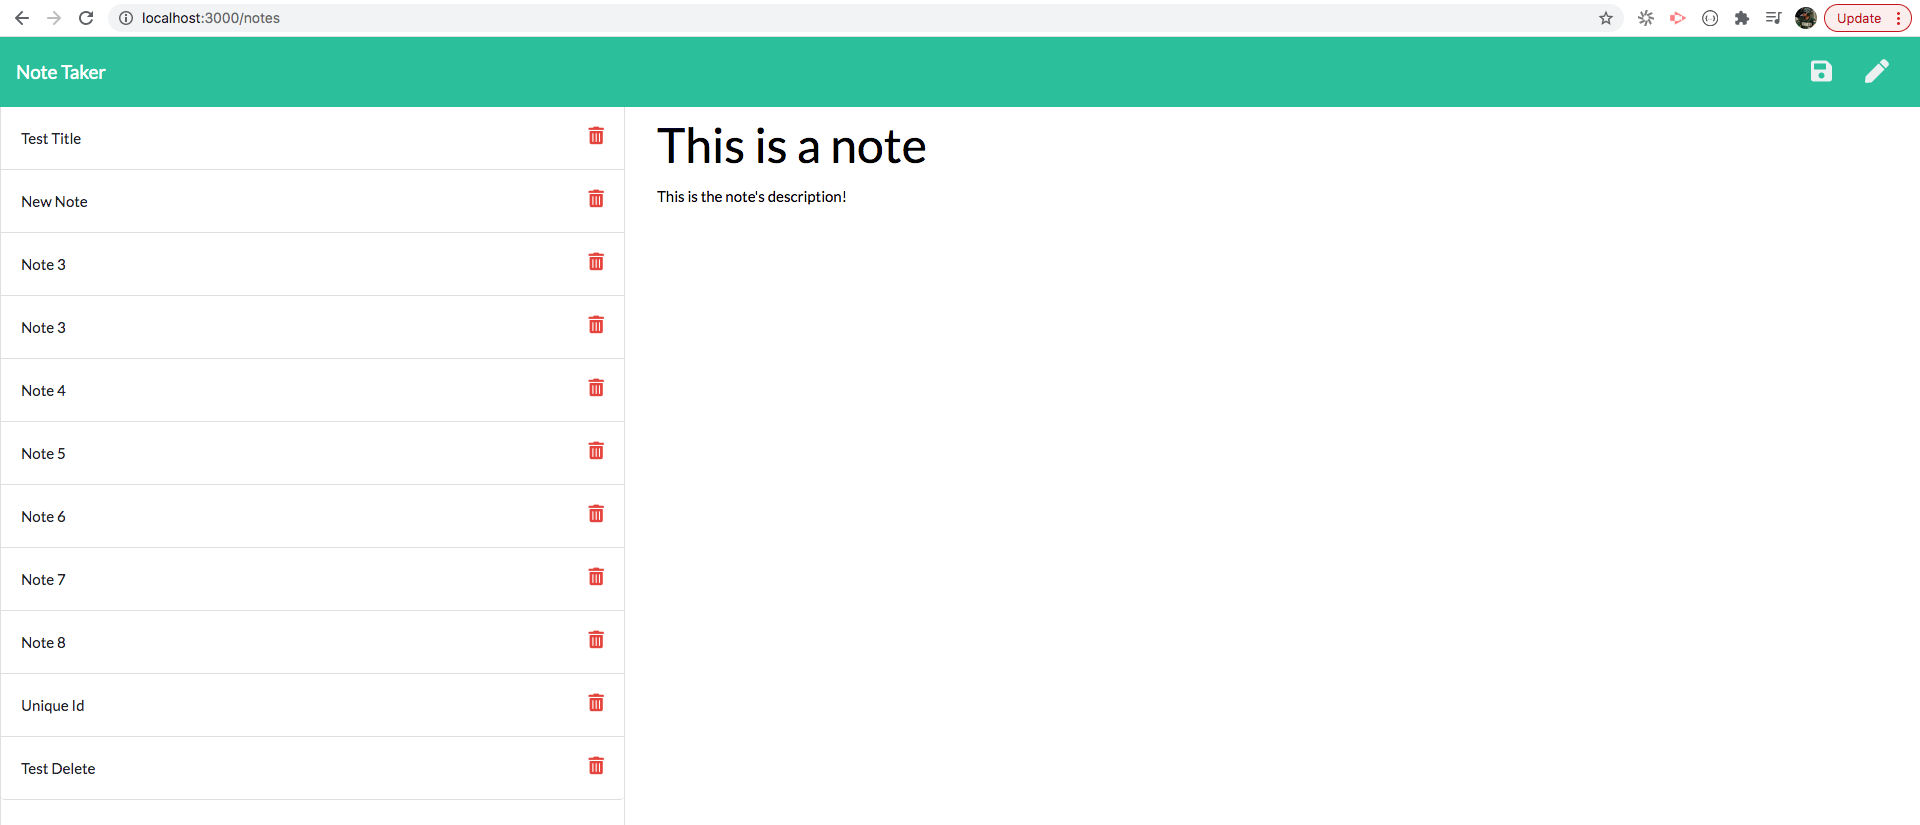 localhost:3000/notes
Update
Note Taker
Test Title
New Note
Note 3
Note 3
Note 4
Note 5
Note 6
Note 7
Note 8
Unique Id
Test Delete
This is a note
This is the note's description!